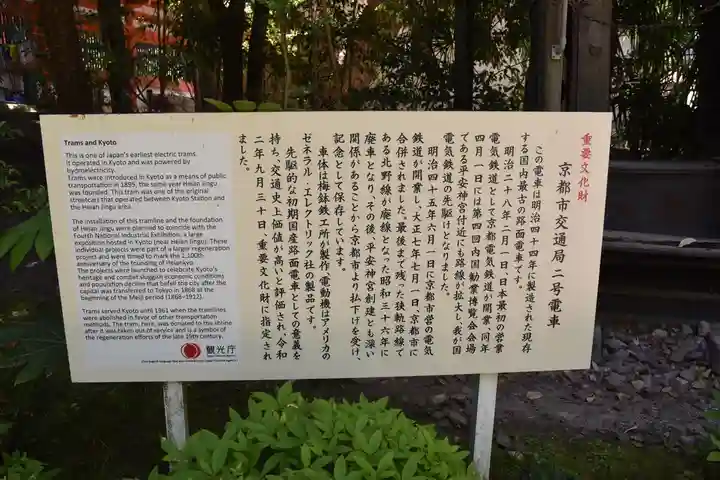 Trams and Kyoto
This is one of Japan's earliest electric trams.
It operated in Kyoto and was powered by
hydroelectricity.
Trams were introduced in Kyoto as a means of public
transportation in 1895, the same year Heian Jingu
was founded. This tram was one of the original
streetcars that operated between Kyoto Station and
the Heian Jingu area.
The installation of this tramline and the foundation
of Heian Jingu were planned to coincide with the
Fourth National Industrial Exhibition, a large
exposition hosted in Kyoto (near Heian Jingu). These
individual projects were part of a larger regeneration
project and were timed to mark the 1,100th
anniversary of the founding of Heiankyo.
The projects were launched to celebrate Kyoto's
heritage and combat sluggish economic conditions
and population decline that befell the city after the
capital was transferred to Tokyo in 1868 at the
beginning of the Meiji period (1868–1912).
Trams served Kyoto until 1961 when the tramlines
were abolished in favor of other transportation
methods. The tram, here, was donated to the shrine
after it was taken out of service and is a symbol of
the regeneration efforts of the late 19th century.
観光庁
重要文化財
京都市交通局 二号電車
この電車は明治四十四年に製造された現存
する国内最古の路面電車です。
明治二十八年二月一日、日本最初の営業
電気鉄道として京都電気鉄道が開業、同年
四月一日には第四回内国勧業博覧会会場
である平安神宮付近にも路線が拡大し、我が国
電気鉄道の先駆けとなりました。
明治四十五年六月一日に京都市営の電気
鉄道が開業し、大正七年七月一日、京都市に
合併されました。最後まで残った狭軌路線で
ある北野線が廃線となった昭和三十六年に
廃車となり、その後、平安神宮創建とも深い
関係があることから京都市より払下げを受け、
記念として保存しています。
車体は梅鉢鉄工所が製作、電動機はアメリカの
ゼネラル・エレクトリック社の製品です。
先駆的な初期国産路面電車としての意義を
持ち、交通史上価値が高いと評価され、令和
二年九月三十日、重要文化財に指定され
ました。